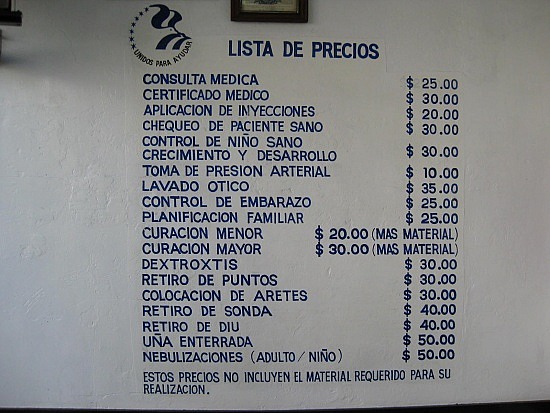 UNIDOS PARA AYUDAR
LISTA DE PRECIOS
CONSULTA MEDICA $ 25.00
CERTIFICADO MEDICO $ 30.00
APLICACION DE INYECCIONES $ 20.00
CHEQUEO DE PACIENTE SANO $ 30.00
CONTROL DE NIÑO SANO
CRECIMIENTO Y DESARROLLO $ 30.00
TOMA DE PRESION ARTERIAL $ 10.00
LAVADO OTICO $ 35.00
CONTROL DE EMBARAZO $ 25.00
PLANIFICACION FAMILIAR $ 25.00
CURACION MENOR $ 20.00 (MAS MATERIAL)
CURACION MAYOR $ 30.00 (MAS MATERIAL)
DEXTROXTIS $ 30.00
RETIRO DE PUNTOS $ 30.00
COLOCACION DE ARETES $ 30.00
RETIRO DE SONDA $ 40.00
RETIRO DE DIU $ 40.00
UÑA ENTERRADA $ 50.00
NEBULIZACIONES (ADULTO / NIÑO) $ 50.00
ESTOS PRECIOS NO INCLUYEN EL MATERIAL REQUERIDO PARA SU
REALIZACION.